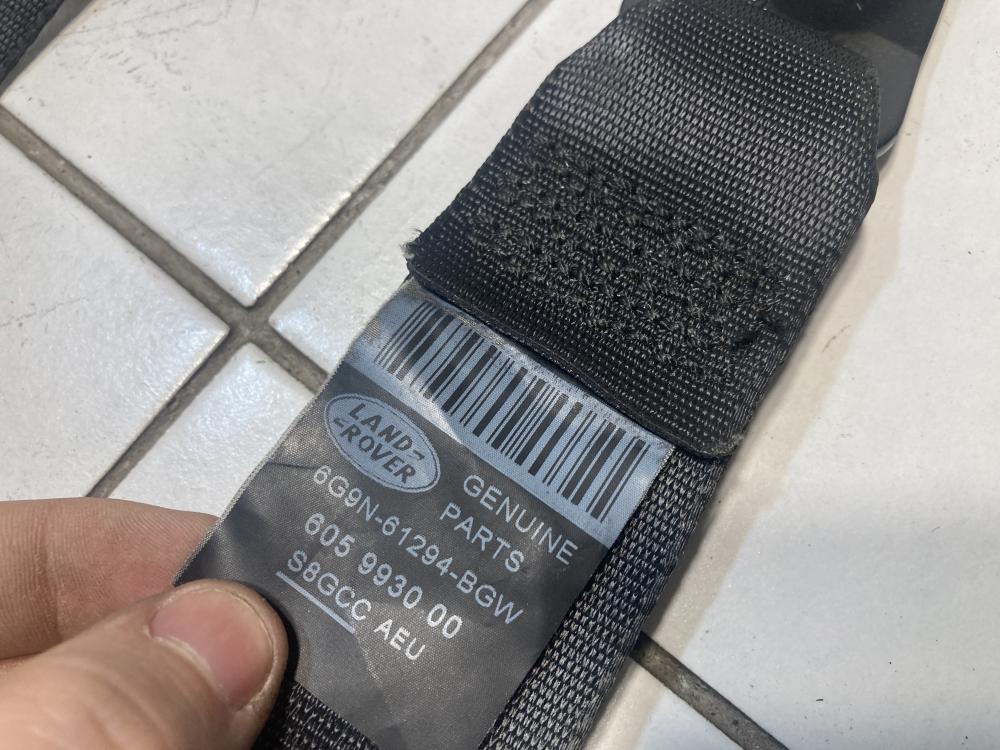 LAND-
-ROVER
GENUINE
PARTS
6G9N-61294-BGW
605 9930 00
S8GCC AEU